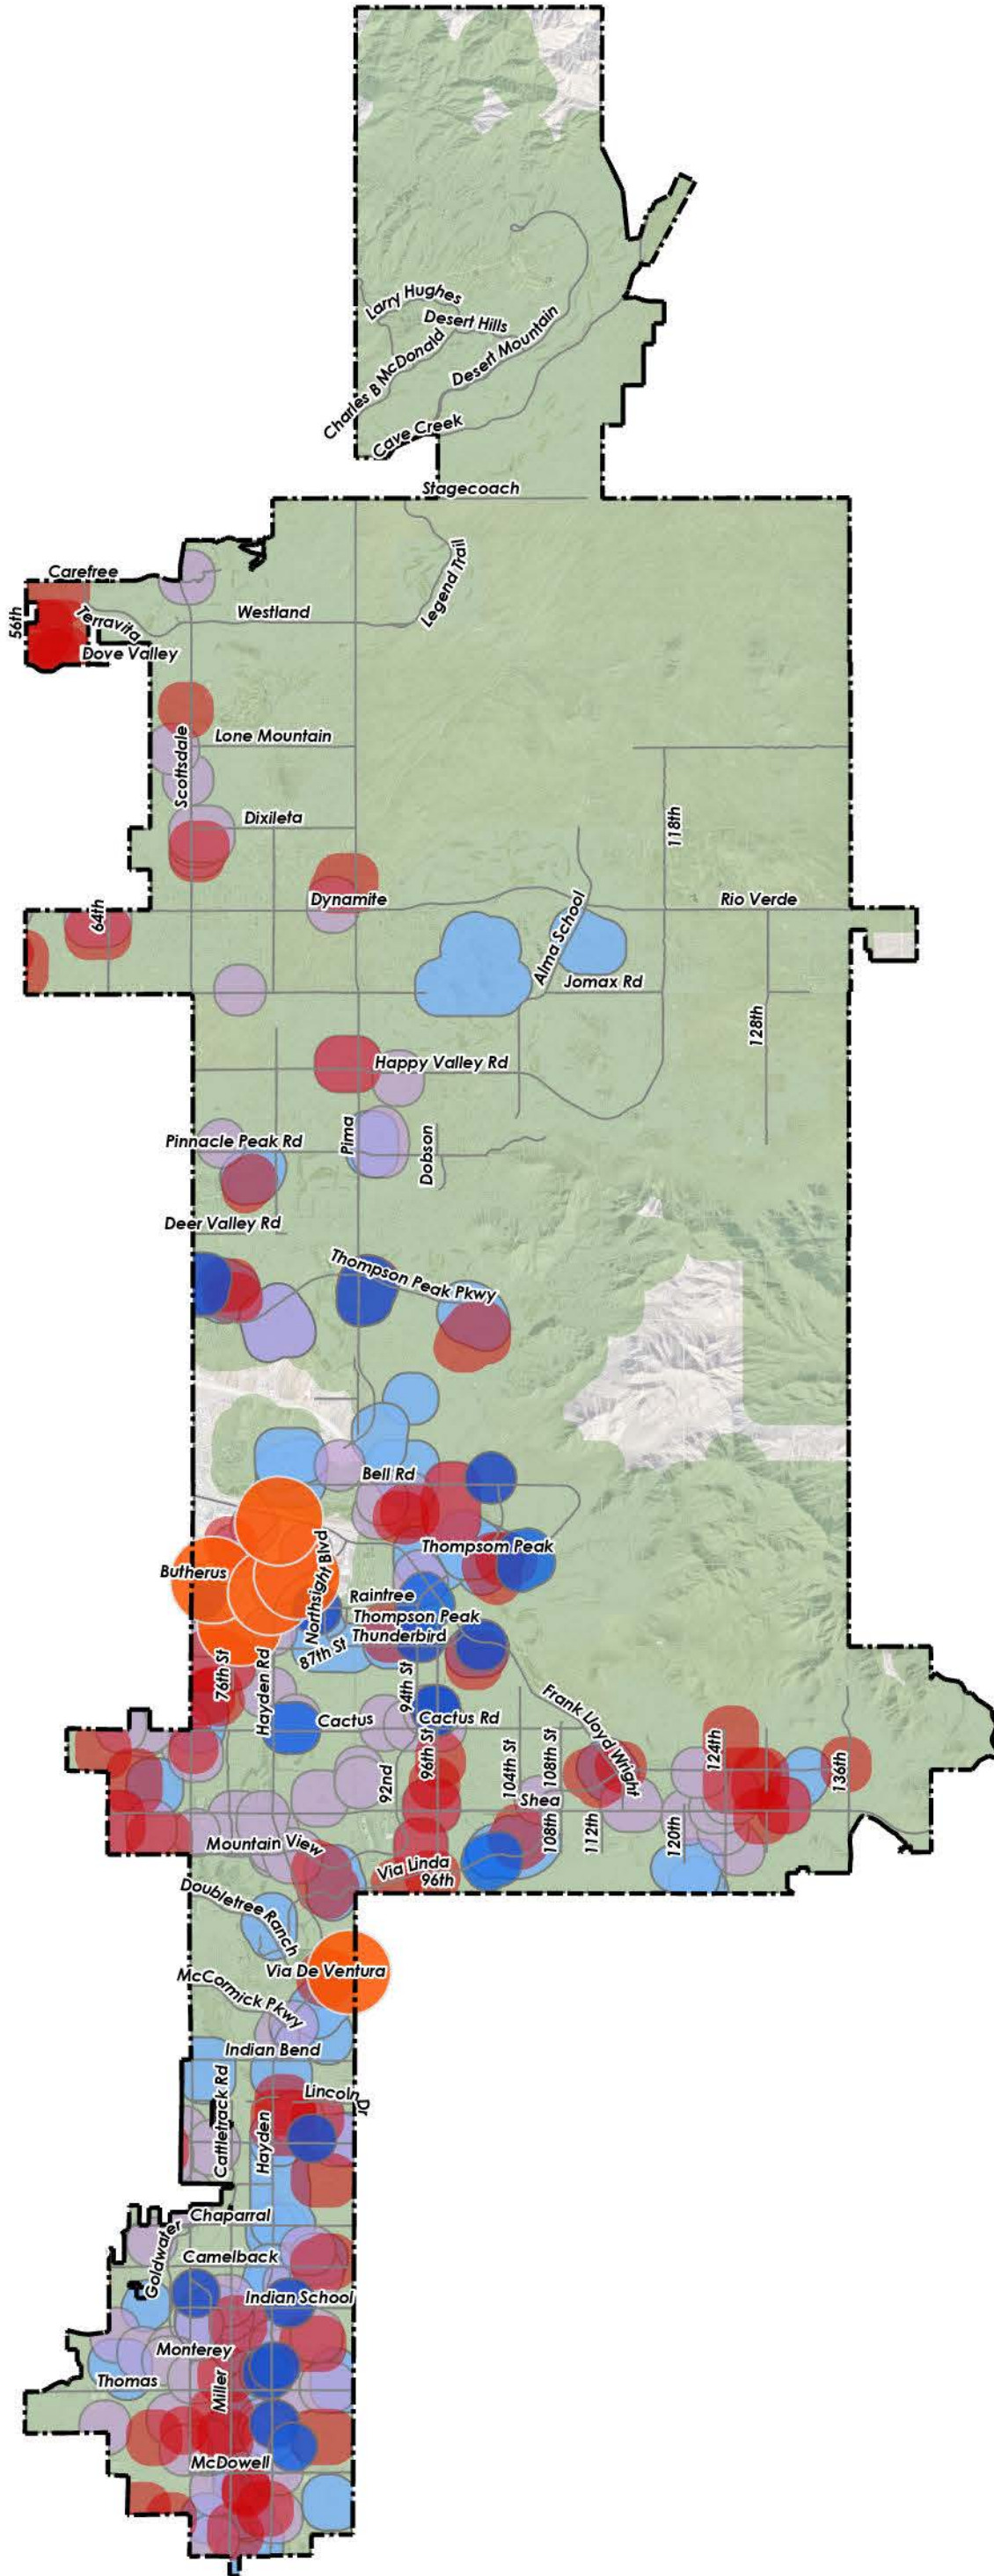 Larry Hughes
Desert Hills
Charles B McDonald
Desert Mountain
Cave Creek
Stagecoach
Legend Trail
Carefree
56th
Terravita
Westland
Dove Valley
Scottsdale
Lone Mountain
Dixileta
118th
Dynamite
Rio Verde
64th
Alma School
Jomax Rd
128th
Happy Valley Rd
Pinnacle Peak Rd
Pima
Dobson
Deer Valley Rd
Thompson Peak Pkwy
Bell Rd
Thompsom Peak
Butherus
Northsight Blvd
Raintree
Thompson Peak
Thunderbird
87th St
76th St
Hayden Rd
94th St
Frank Lloyd Wright
Cactus
Cactus Rd
92nd
96th St
104th St
108th St
124th
136th
Shea
108th
112th
120th
Mountain View
Via Linda
96th
Doubletree Ranch
Via De Ventura
McCormick Pkwy
Indian Bend
Cattletrack Rd
Lincoln Dr
Hayden
Chaparral
Goldwater
Camelback
Indian School
Monterey
Thomas
Miller
McDowell